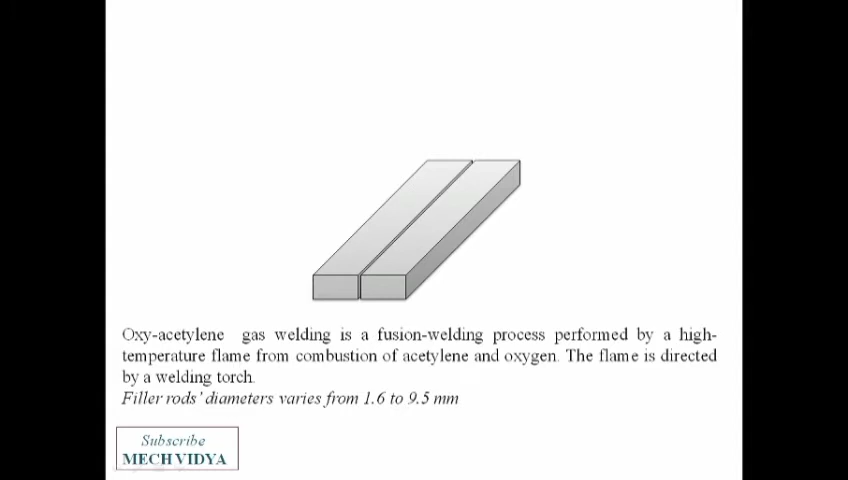 Oxy-acetylene gas welding is a fusion-welding process performed by a high-
temperature flame from combustion of acetylene and oxygen. The flame is directed
by a welding torch.
Filler rods' diameters varies from 1.6 to 9.5 mm
Subscribe
MECH VIDYA